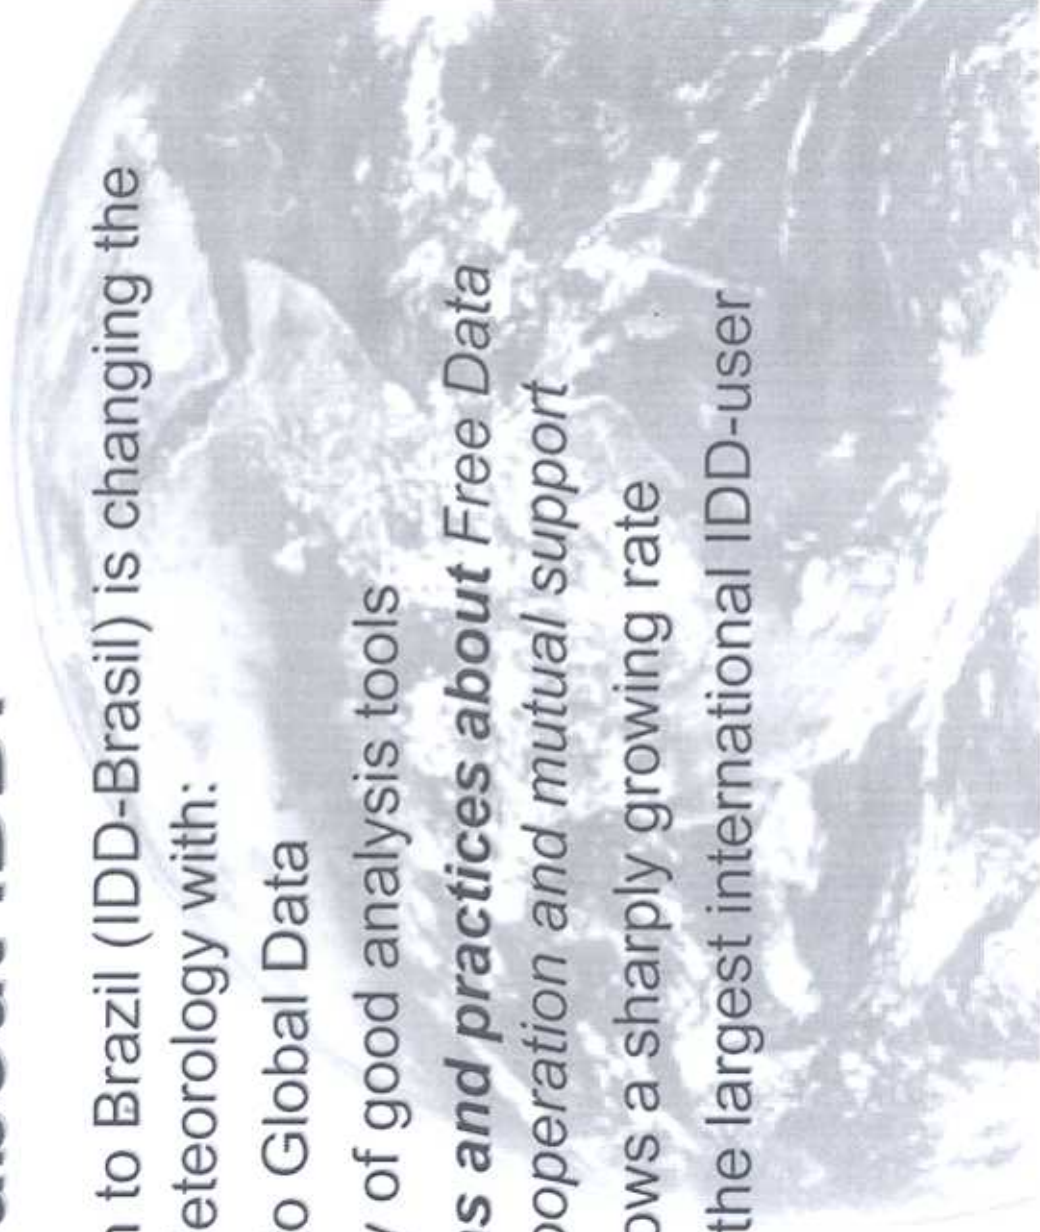 to Brazil (IDD-Brasil) is changing the
eteorology with:
o Global Data
y of good analysis tools
s and practices about Free Data
operation and mutual support
ows a sharply growing rate
the largest international IDD-user